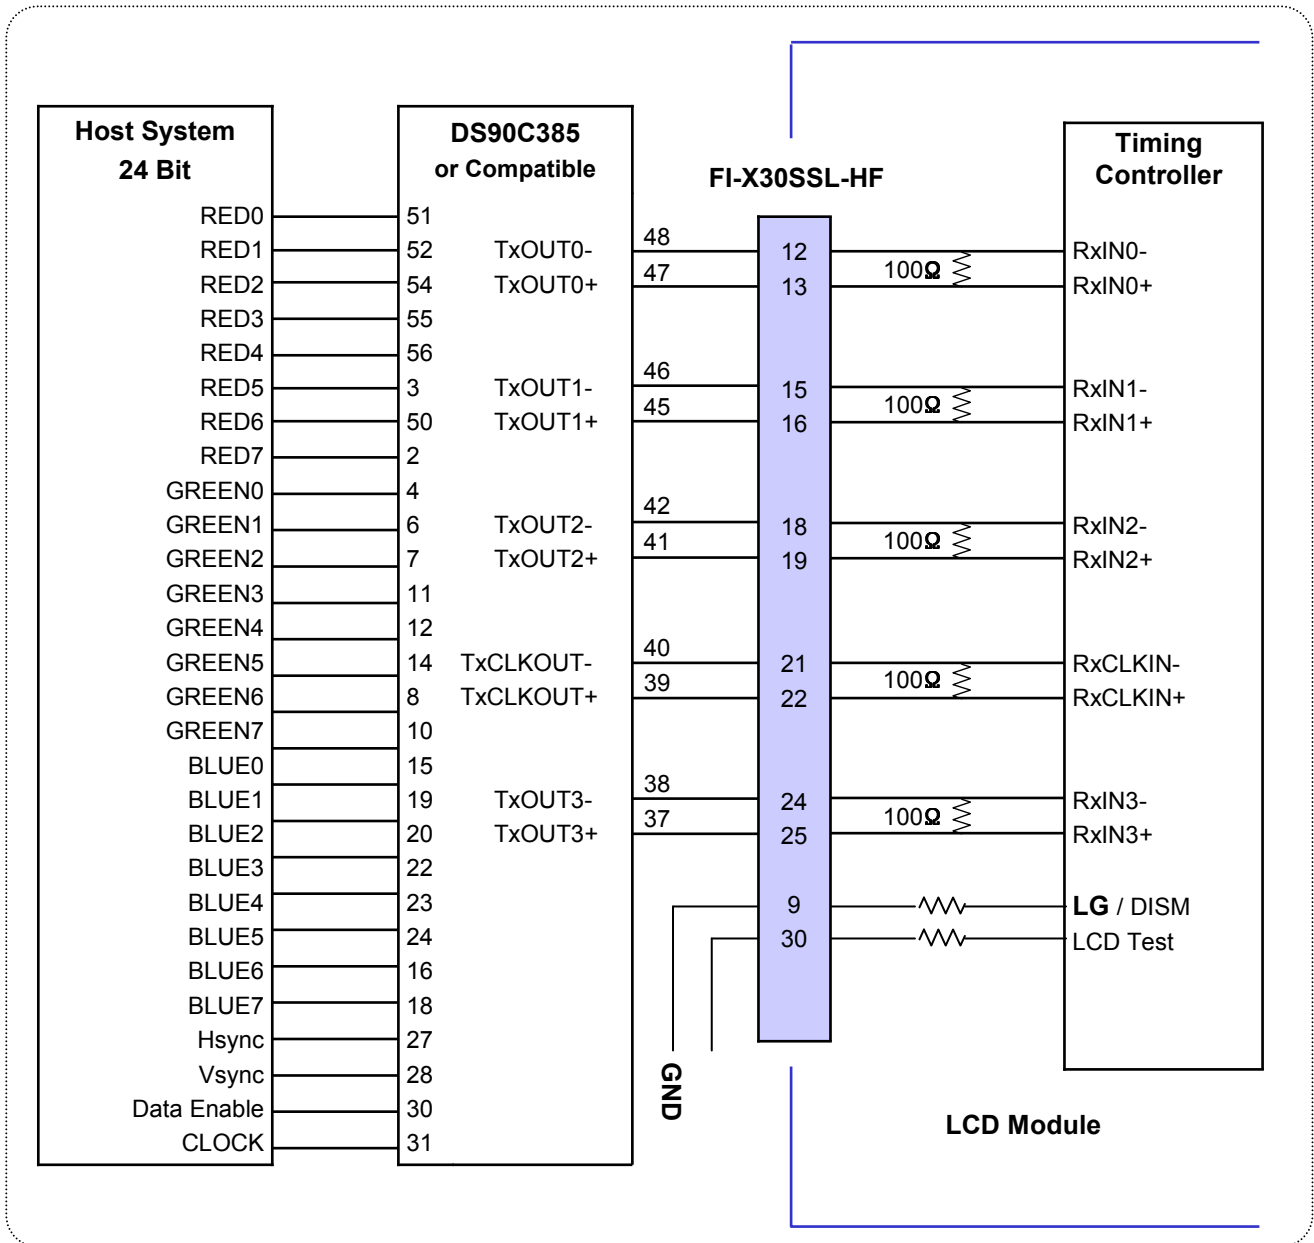 Host System
24 Bit
RED0
RED1
RED2
RED3
RED4
RED5
RED6
RED7
GREEN0
GREEN1
GREEN2
GREEN3
GREEN4
GREEN5
GREEN6
GREEN7
BLUE0
BLUE1
BLUE2
BLUE3
BLUE4
BLUE5
BLUE6
BLUE7
Hsync
Vsync
Data Enable
CLOCK
DS90C385
or Compatible
51
52
54
55
56
3
50
2
4
6
7
11
12
14
8
10
15
19
20
22
23
24
16
18
27
28
30
31
TxOUT0-
TxOUT0+
TxOUT1-
TxOUT1+
TxOUT2-
TxOUT2+
TxCLKOUT-
TxCLKOUT+
TxOUT3-
TxOUT3+
48
47
46
45
42
41
40
39
38
37
GND
FI-X30SSL-HF
12
13
15
16
18
19
21
22
24
25
9
30
100Ω
100Ω
100Ω
100Ω
100Ω
Timing
Controller
RxIN0-
RxIN0+
RxIN1-
RxIN1+
RxIN2-
RxIN2+
RxCLKIN-
RxCLKIN+
RxIN3-
RxIN3+
LG / DISM
LCD Test
LCD Module